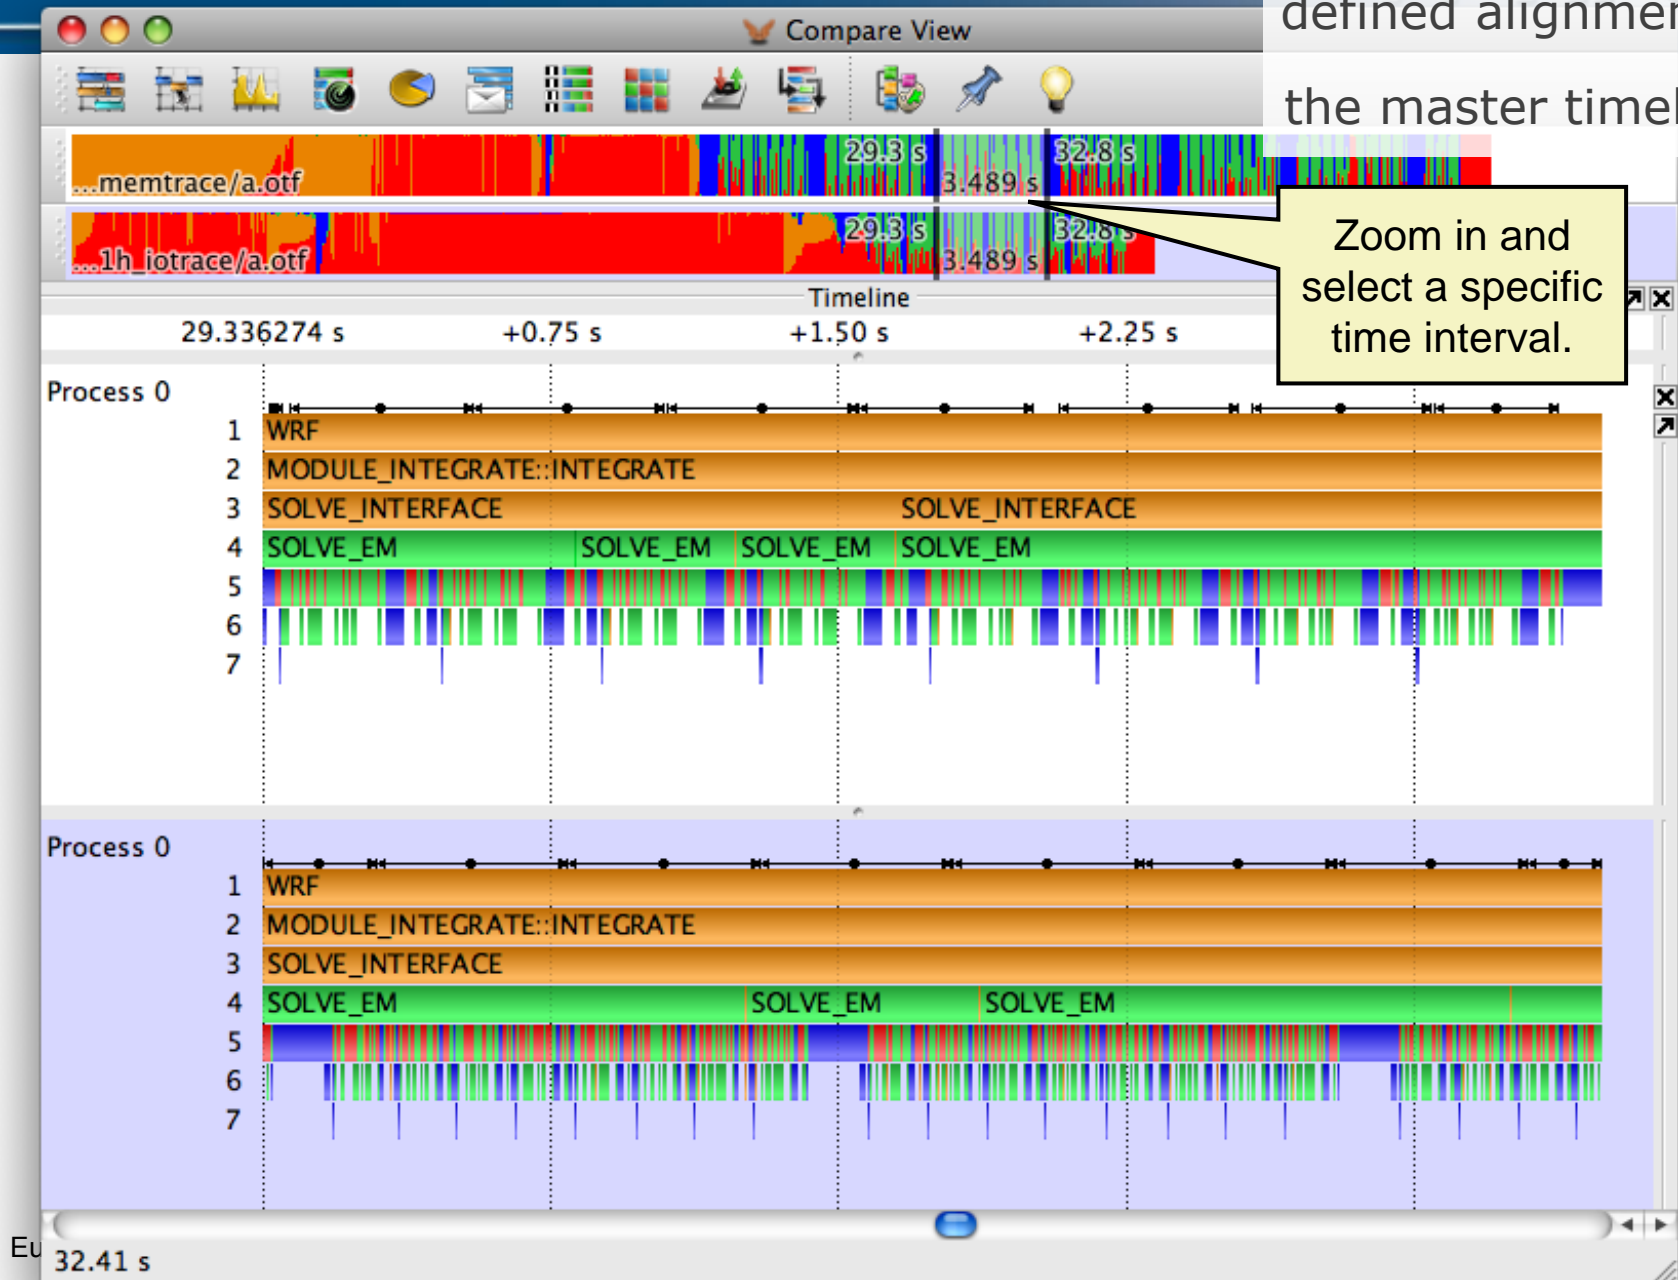 defined
the master
Compare View
29.3 s
32.8 s
3.489 s
...memtrace/a.otf
29.3 s
32.8 s
3.489 s
...1h_iotrace/a.otf
Zoom in and
select a specific
time interval.
Timeline
29.336274 s +0.75 s +1.50 s +2.25 s
Process 0
1 WRF
2 MODULE_INTEGRATE::INTEGRATE
3 SOLVE_INTERFACE SOLVE_INTERFACE
4 SOLVE_EM SOLVE_EM SOLVE_EM SOLVE_EM
5
6
7
Process 0
1 WRF
2 MODULE_INTEGRATE::INTEGRATE
3 SOLVE_INTERFACE
4 SOLVE_EM SOLVE_EM SOLVE_EM
5
6
7
32.41 s